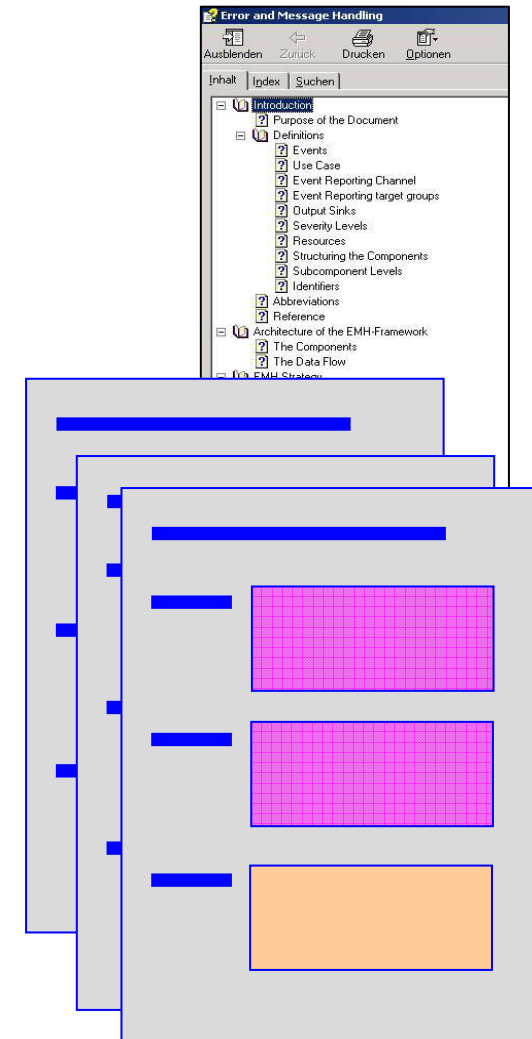 Error and Message Handling
Ausblenden Zurück Drucken Optionen
Inhalt Index Suchen
Introduction
Purpose of the Document
Definitions
Events
Use Case
Event Reporting Channel
Event Reporting target groups
Output Sinks
Severity Levels
Resources
Structuring the Components
Subcomponent Levels
Identifiers
Abbreviations
Reference
Architecture of the EMH-Framework
The Components
The Data Flow
EMH Strategy